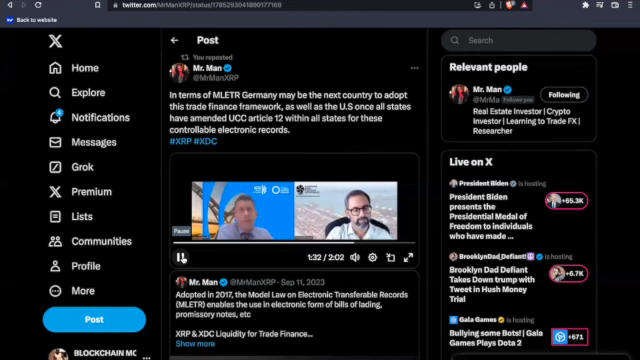 twitter.com/MrManXRP/status/1785293041890177169
Back to website
Post
You reposted
Mr. Man
@MrManXRP
In terms of MLETR Germany may be the next country to adopt
this trade finance framework, as well as the U.S once all states
have amended UCC article 12 within all states for these
controllable electronic records.
#XRP #XDC
Pause
1:32 / 2:02
Mr. Man @MrManXRP · Sep 11, 2023
Adopted in 2017, the Model Law on Electronic Transferable Records
(MLETR) enables the use in electronic form of bills of lading,
promissory notes, etc
XRP & XDC Liquidity for Trade Finance...
Show more
Home
Explore
Notifications
Messages
Grok
Premium
Lists
Communities
Profile
More
Post
BLOCKCHAIN MO
Search
Relevant people
Mr. Man
@MrMa Follows you
Following
Real Estate Investor | Crypto
Investor | Learning to Trade FX |
Researcher
Live on X
President Biden is hosting
President Biden
presents the
Presidential Medal of
Freedom to individuals
who have made ...
+65.3K
BrooklynDad_Defiant! is hosting
Brooklyn Dad Defiant
Takes Down trump with
Tweet in Hush Money
Trial
+6.7K
Gala Games is hosting
Bullying some Bots! | Gala
Games Plays Dota 2
+671